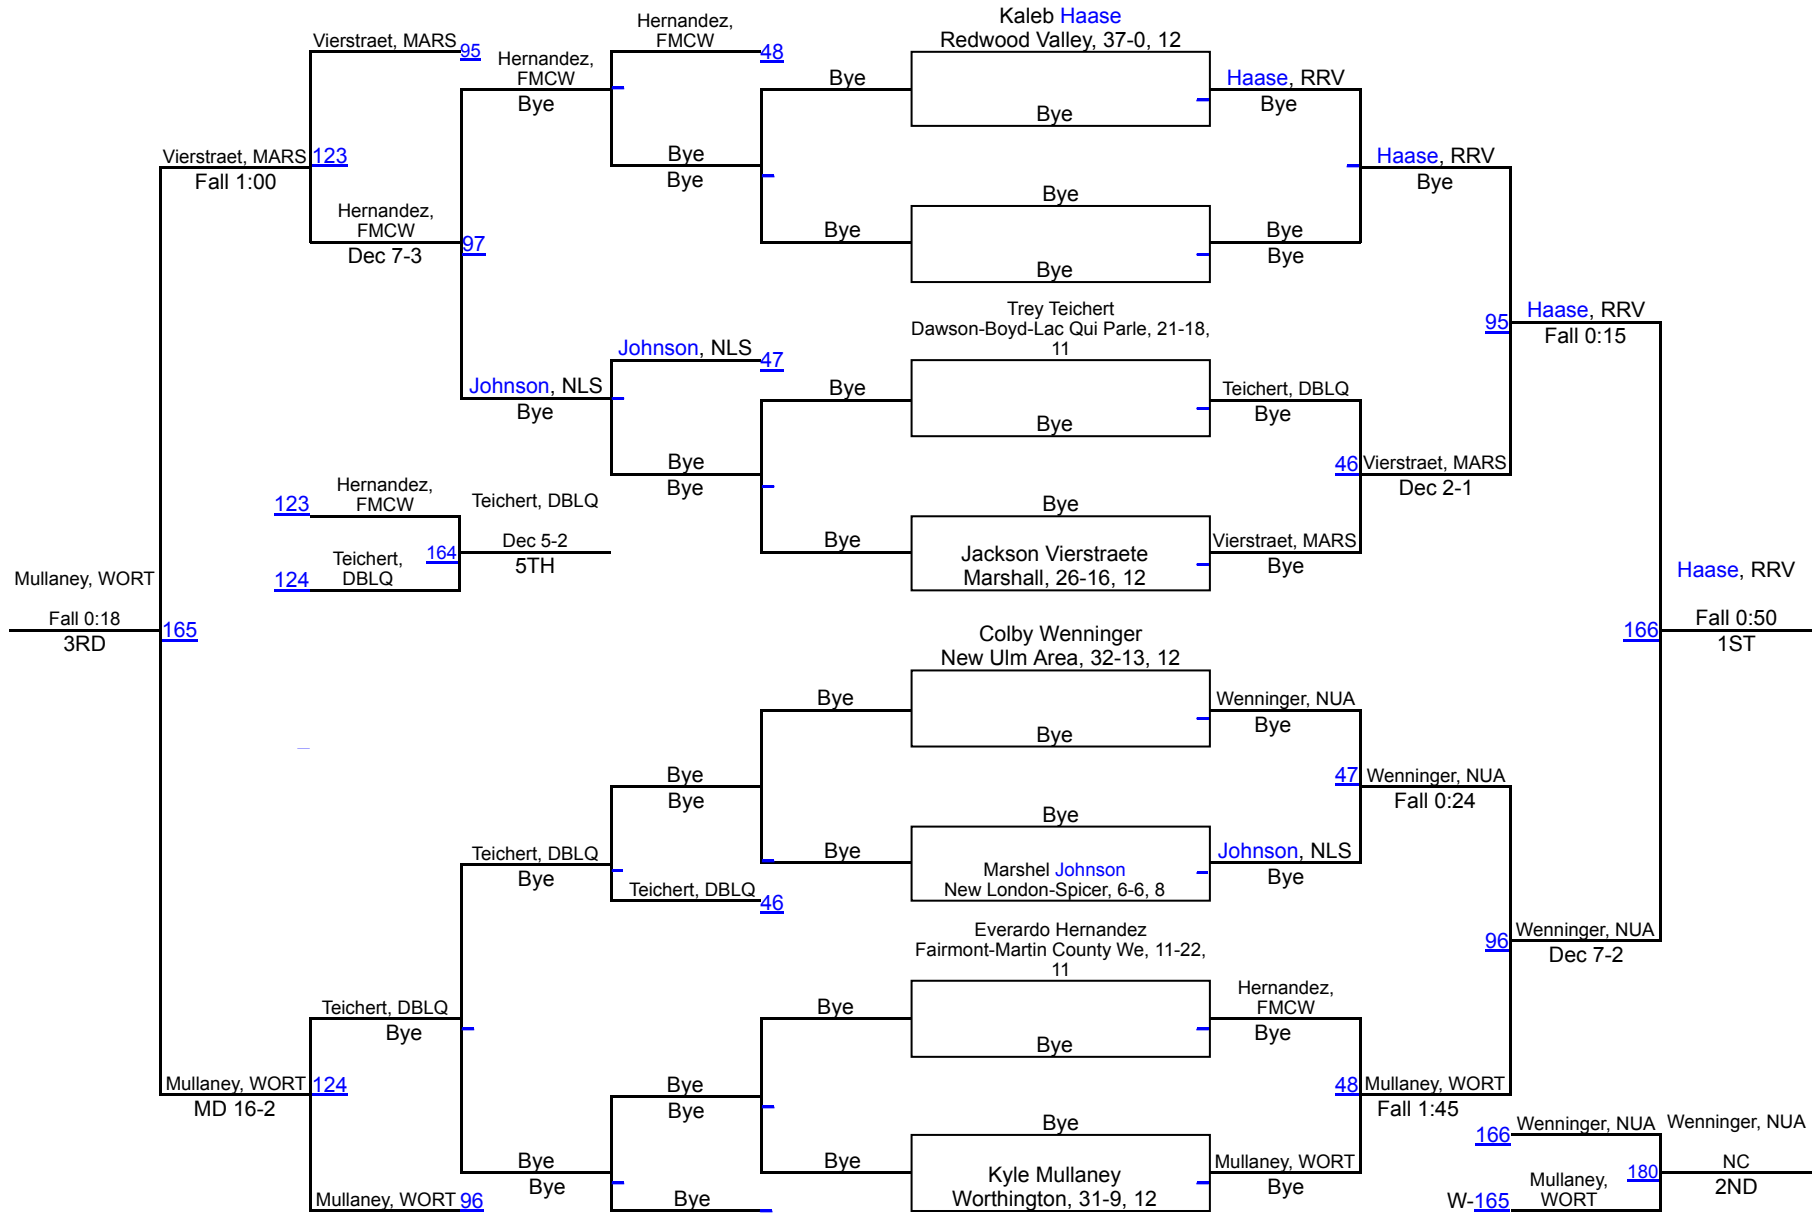 Kaleb Haase
Redwood Valley, 37-0, 12
Hernandez,
FMCW
48
Vierstraet, MARS
95
Hernandez,
FMCW
Bye
Bye
Bye
Haase, RRV
Bye
Vierstraet, MARS
123
Fall 1:00
Bye
Bye
Haase, RRV
Bye
Hernandez,
FMCW
97
Dec 7-3
Bye
Bye
Bye
Bye
Bye
Trey Teichert
Dawson-Boyd-Lac Qui Parle, 21-18,
11
95
Haase, RRV
Fall 0:15
Johnson, NLS
47
Johnson, NLS
Bye
Bye
Bye
Teichert, DBLQ
Bye
Bye
Bye
46
Vierstraet, MARS
Dec 2-1
123
Hernandez,
FMCW
Teichert, DBLQ
Bye
164
Dec 5-2
5TH
Teichert,
DBLQ
124
Bye
Jackson Vierstraete
Marshall, 26-16, 12
Vierstraet, MARS
Bye
Mullaney, WORT
Fall 0:18
3RD
165
Haase, RRV
166
Fall 0:50
1ST
Colby Wenninger
New Ulm Area, 32-13, 12
Bye
Bye
Wenninger, NUA
Bye
Bye
Bye
47
Wenninger, NUA
Fall 0:24
Bye
Teichert, DBLQ
Bye
Bye
Marshel Johnson
New London-Spicer, 6-6, 8
Johnson, NLS
Bye
Teichert, DBLQ
46
Everardo Hernandez
Fairmont-Martin County We, 11-22,
11
96
Wenninger, NUA
Dec 7-2
Teichert, DBLQ
Bye
Bye
Bye
Hernandez,
FMCW
Bye
Mullaney, WORT
124
MD 16-2
Bye
Bye
48
Mullaney, WORT
Fall 1:45
Bye
Bye
Bye
Bye
Kyle Mullaney
Worthington, 31-9, 12
Mullaney, WORT
Bye
Mullaney, WORT
96
Bye
166
Wenninger, NUA
Wenninger, NUA
180
NC
2ND
Mullaney,
WORT
W-165